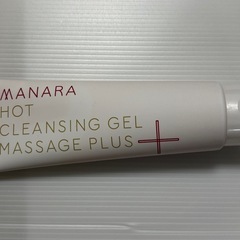 MANARA
HOT
CLEANSING GEL
MASSAGE PLUS